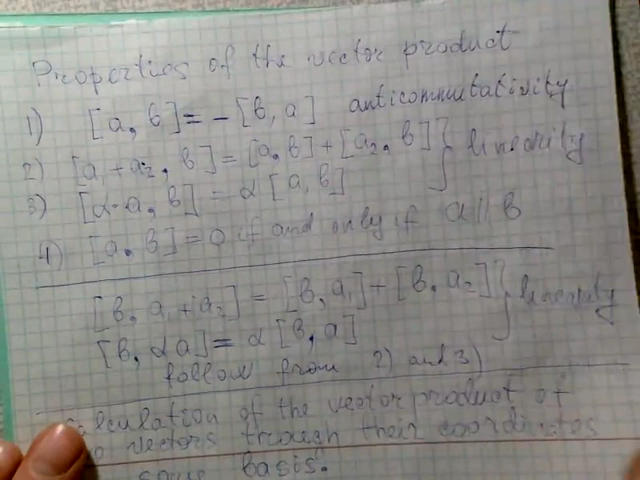 Properties of the vector product
1) [a, b] = - [b, a] anticommutativity
2) [a₁ + a₂, b] = [a₁, b] + [a₂, b] } linearity
3) [α·a, b] = α [a, b]
4) [a, b] = 0 if and only if a ∥ b
[b, a₁ + a₂] = [b, a₁] + [b, a₂] } linearity
[b, αa] = α [b, a]
follow from 2) and 3)
of the vector product of
vectors through their coordinates
same basis.